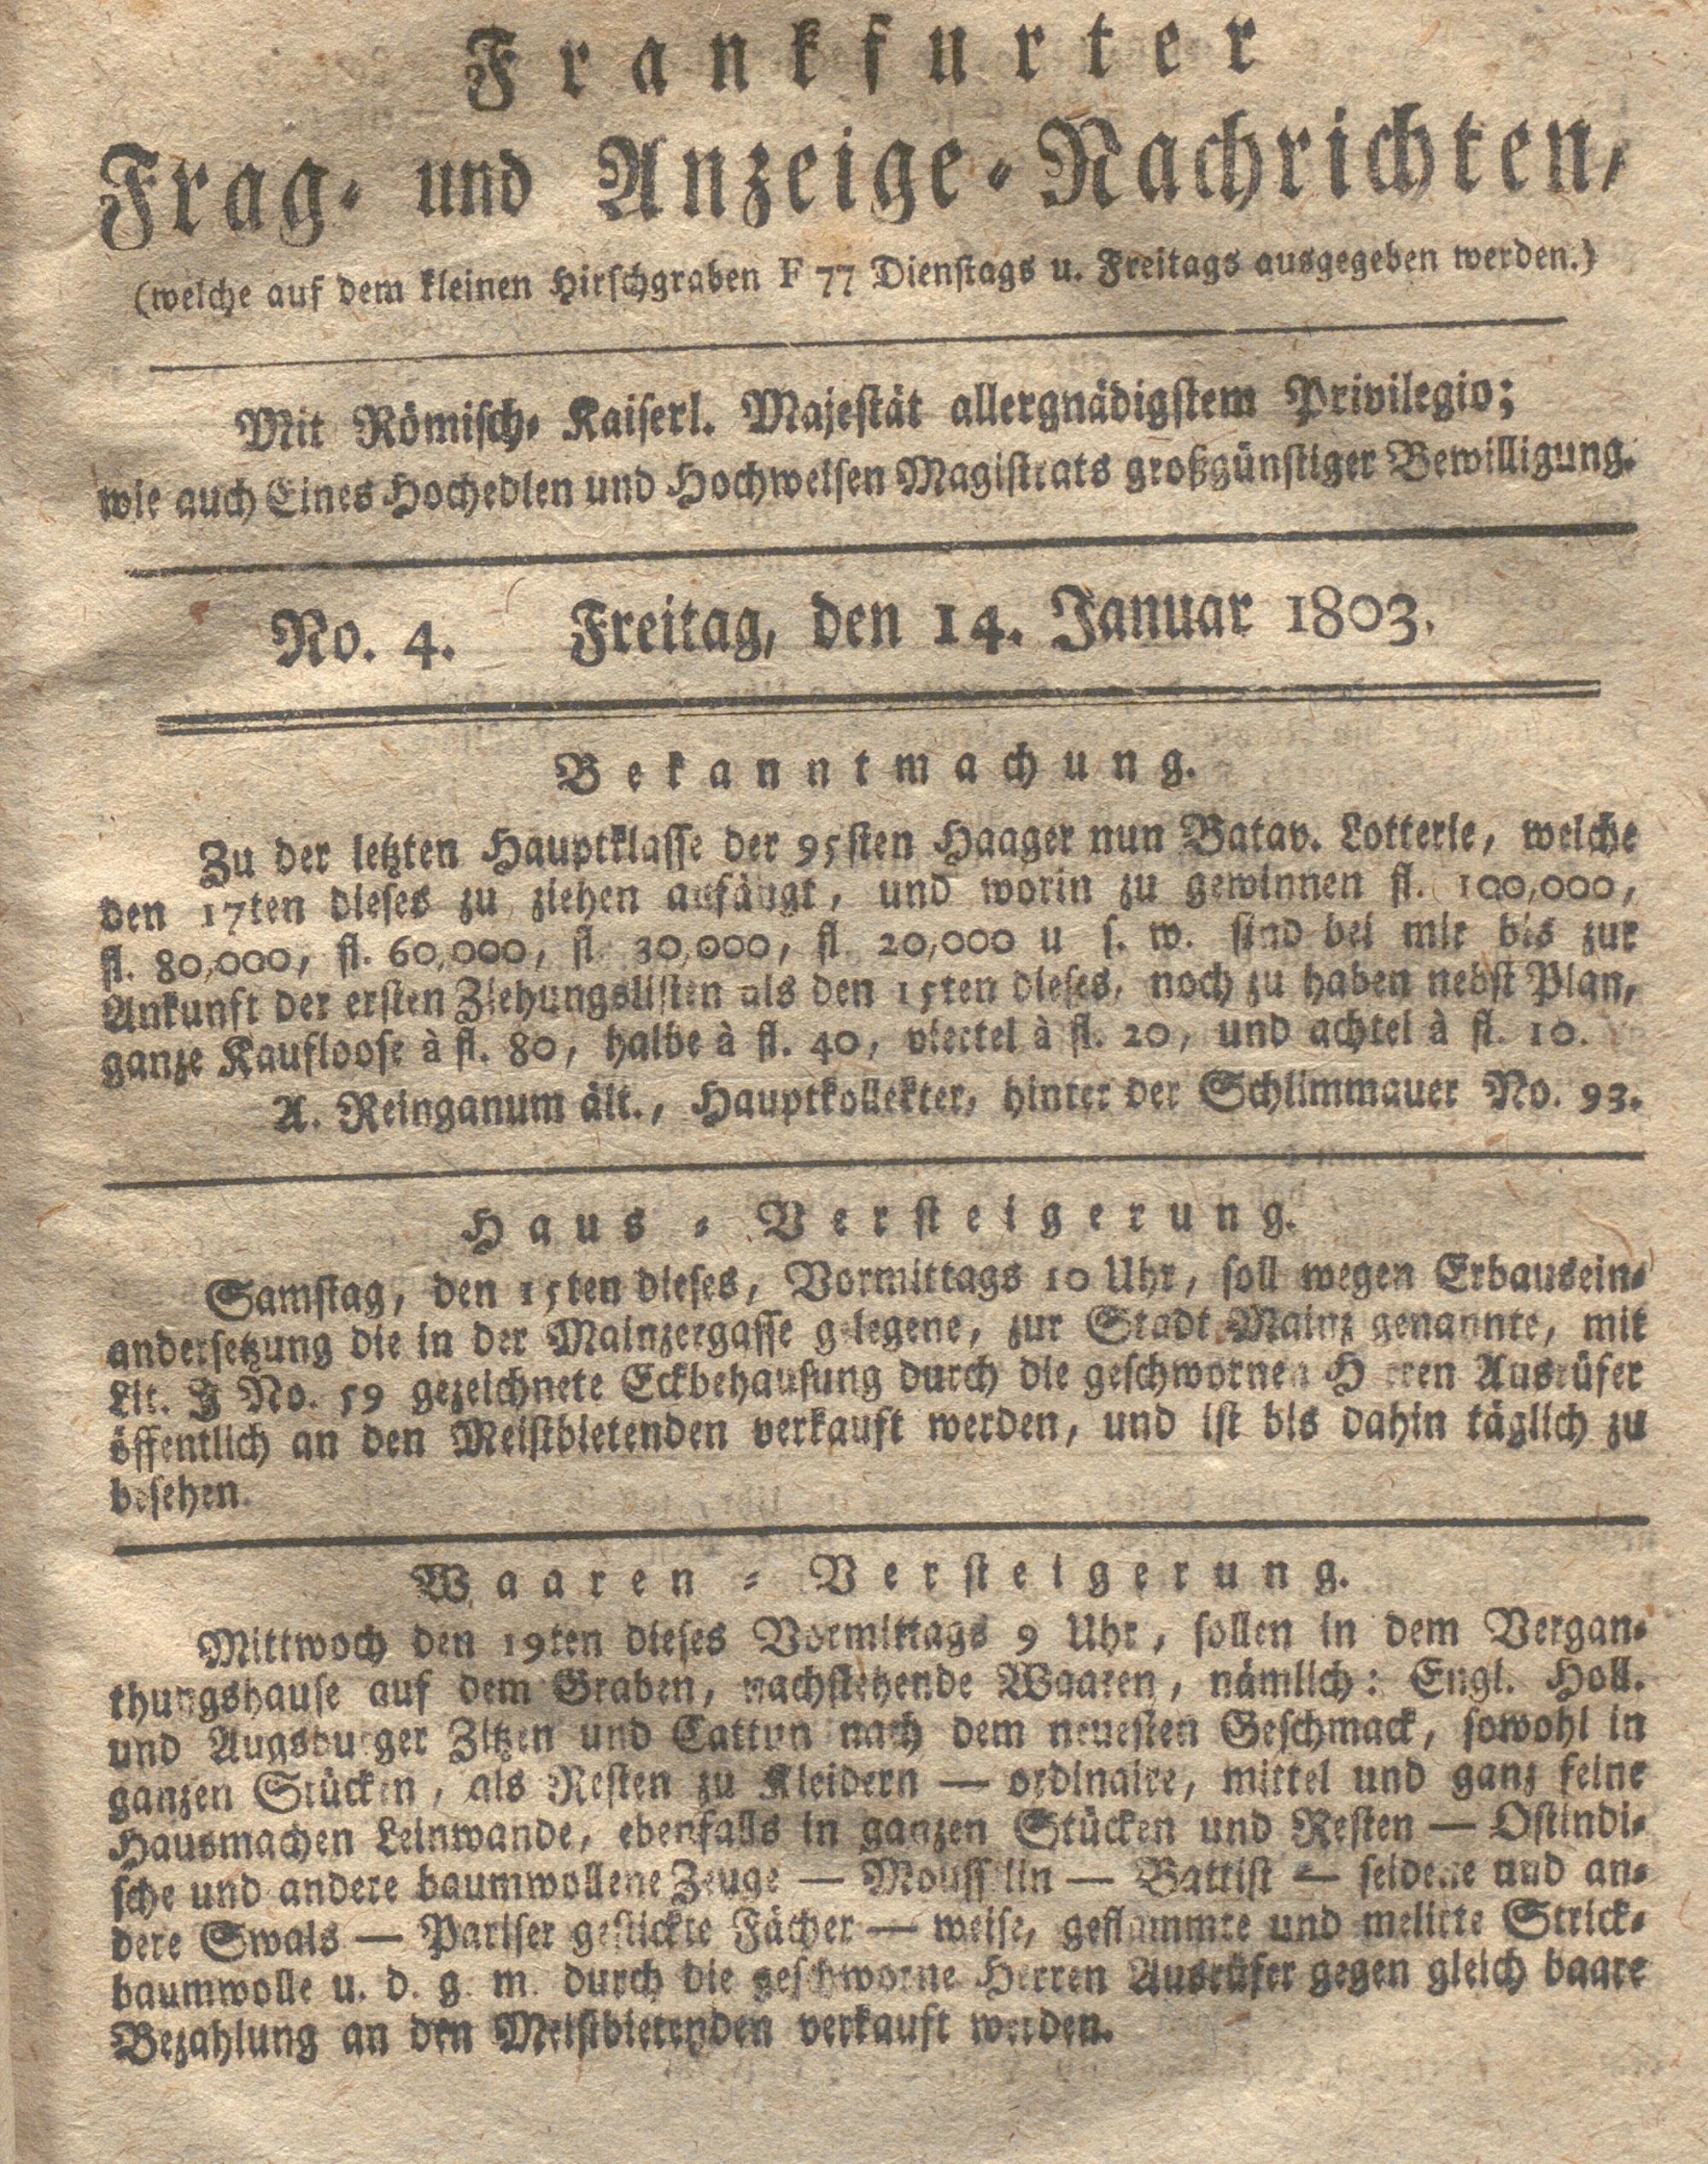 Frankfurter
Frag- und Anzeige-Nachrichten,
(welche auf dem kleinen Hirschgraben F 77 Dienstags u. Freitags ausgegeben werden.)
Mit Römisch- Kaiserl. Majestät allergnädigstem Privilegio;
wie auch Eines Hochedlen und Hochweisen Magistrats großgünstiger Bewilligung.
No. 4. Freitag, den 14. Januar 1803.
Bekanntmachung.
Zu der letzten Hauptklasse der 95sten Haager nun Batav. Lotterie, welche
den 17ten dieses zu ziehen anfängt, und worin zu gewinnen fl. 100,000,
fl. 80,000, fl. 60,000, fl. 30,000, fl. 20,000 u. s. w. sind bei mir bis zur
Ankunft der ersten Ziehungslisten als den 15ten dieses, noch zu haben nebst Plan,
ganze Kaufloose à fl. 80, halbe à fl. 40, viertel à fl. 20, und achtel à fl. 10.
A. Reinganum ält., Hauptkollekter, hinter der Schlimmauer No. 93.
Haus-Versteigerung.
Samstag, den 15ten dieses, Vormittags 10 Uhr, soll wegen Erbausein-
andersetzung die in der Mainzergasse gelegene, zur Stadt Mainz genannte, mit
Lit. J No. 59 gezeichnete Eckbehausung durch die geschwornen Herren Ausrüfer
öffentlich an den Meistbietenden verkauft werden, und ist bis dahin täglich zu
besehen.
Waaren-Versteigerung.
Mittwoch den 19ten dieses Vormittags 9 Uhr, sollen in dem Vergan-
thungshause auf dem Graben, nachstehende Waaren, nämlich: Engl. Holl.
und Augsburger Zitzen und Cattun nach dem neuesten Geschmack, sowohl in
ganzen Stücken, als Resten zu Kleidern — ordinaire, mittel und ganz feine
Hausmachen Leinwande, ebenfalls in ganzen Stücken und Resten — Ostindi-
sche und andere baumwollene Zeuge — Mousselin — Battist — seidene und an-
dere Swals — Pariser gestickte Fächer — weise, geflammte und melirte Strick-
baumwolle u. d. g. m. durch die geschworne Herren Ausrüfer gegen gleich baare
Bezahlung an den Meistbietenden verkauft werden.